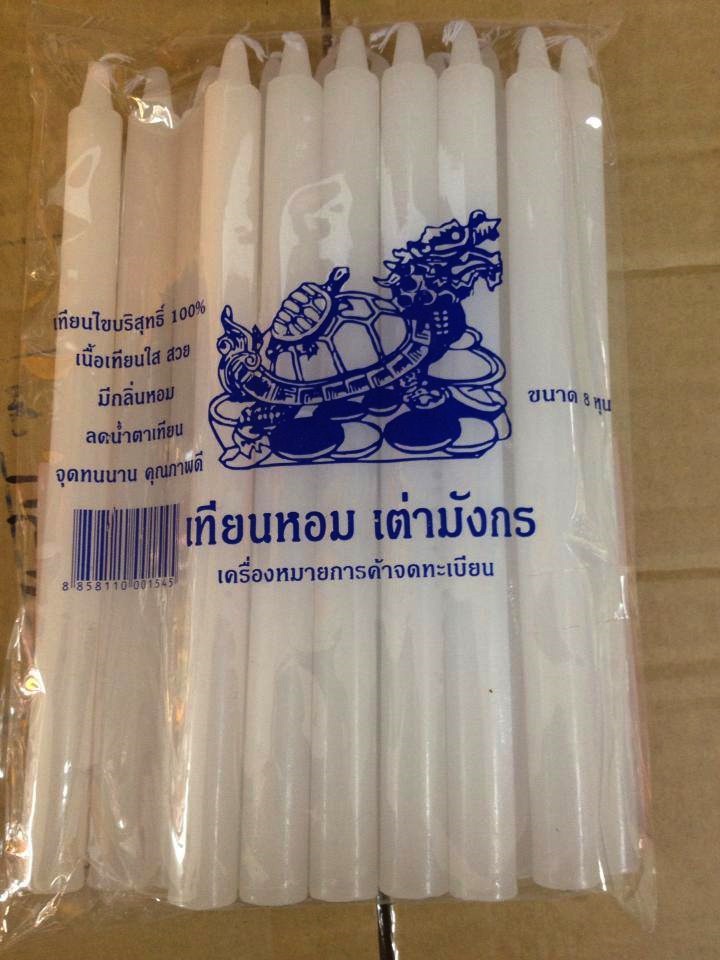 เทียนไขบริสุทธิ์ 100%
เนื้อเทียนใส สวย
มีกลิ่นหอม
ลดน้ำตาเทียน
จุดทนนาน คุณภาพดี
ขนาด 8 หุน
เทียนหอม เต่ามังกร
เครื่องหมายการค้าจดทะเบียน
8 858110 001545